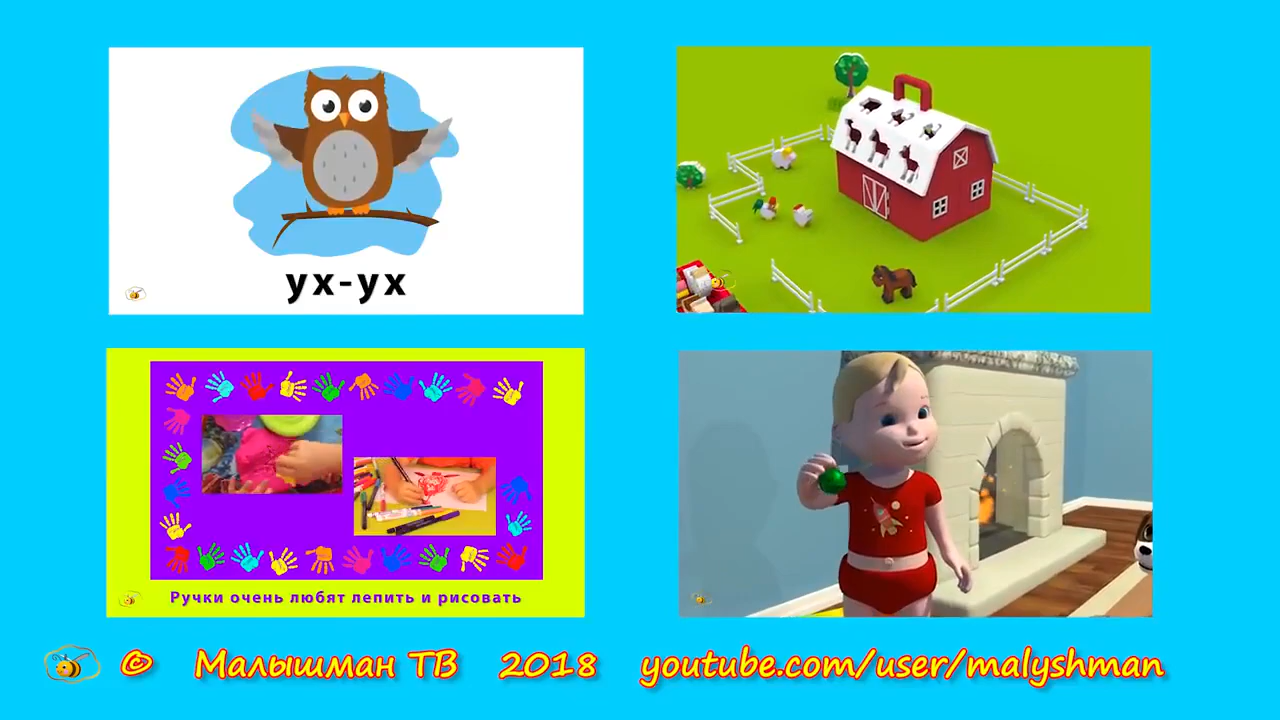 ух-ух
Ручки очень любят лепить и рисовать
© Малышман ТВ 2018 youtube.com/user/malyshman